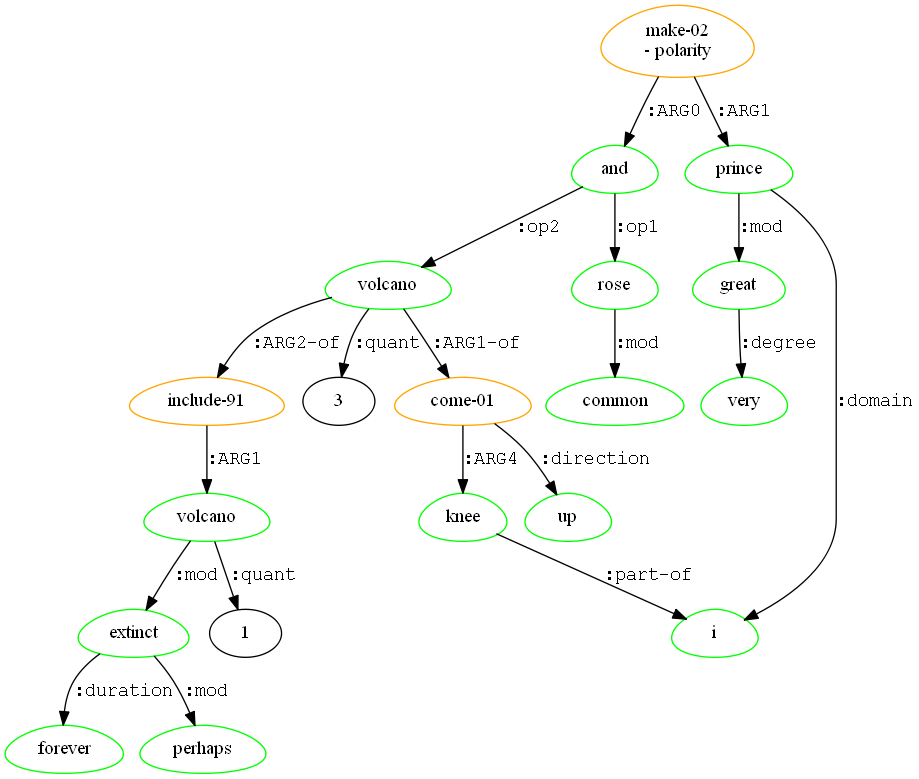 make-02
- polarity
:ARG0
:ARG1
and
prince
:op2
:op1
:mod
volcano
rose
great
:ARG2-of
:quant
:ARG1-of
:mod
:degree
include-91
3
come-01
common
very
:domain
:ARG1
:ARG4
:direction
volcano
knee
up
:mod
:quant
:part-of
extinct
1
i
:duration
:mod
forever
perhaps